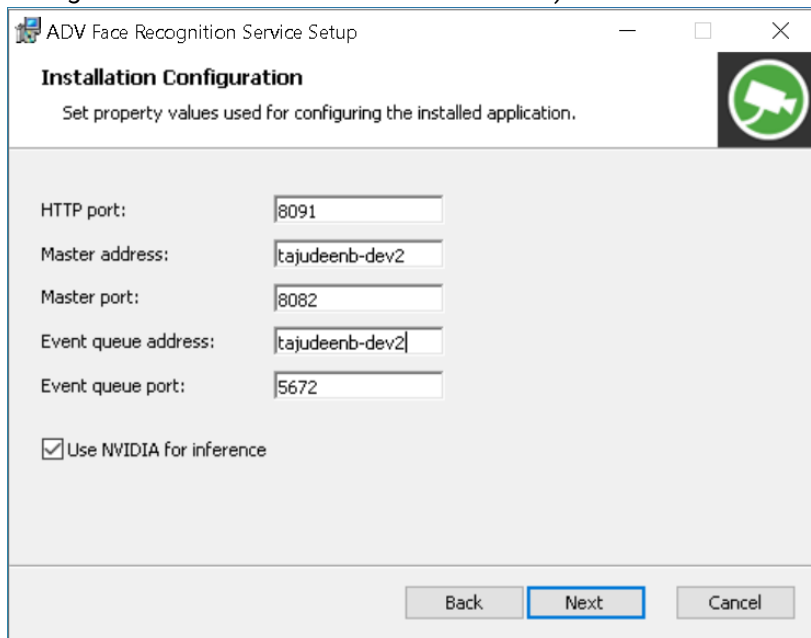 ADV Face Recognition Service Setup
Installation Configuration
Set property values used for configuring the installed application.
HTTP port: 8091
Master address: tajudeenb-dev2
Master port: 8082
Event queue address: tajudeenb-dev2
Event queue port: 5672
Use NVIDIA for inference
Back Next Cancel